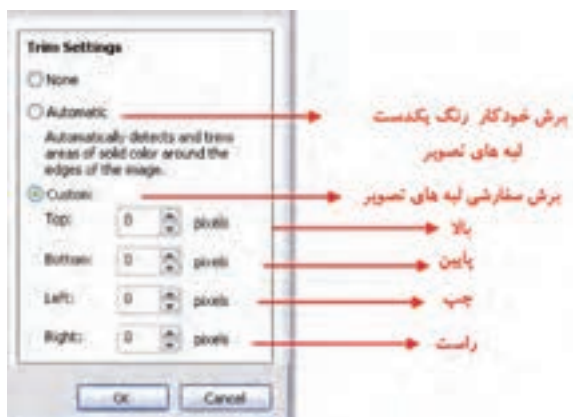 Trim Settings
None
Automatic
برش خودکار رنگ یکدست
لبه های تصویر
Automatically detects and trims
areas of solid color around the
edges of the image.
Custom
برش سفارشی لبه های تصویر
Top: 0 pixels
بالا
Bottom: 0 pixels
پایین
Left: 0 pixels
چپ
Right: 0 pixels
راست
OK Cancel